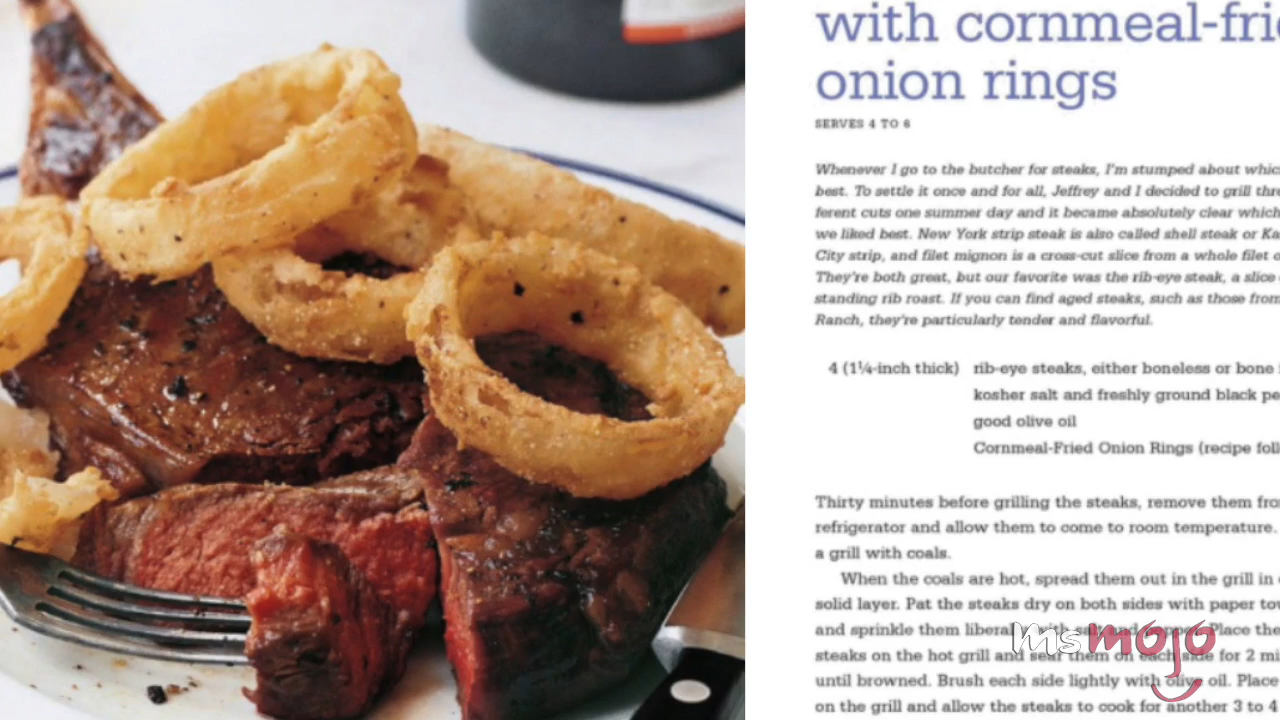 with cornmeal-frie
onion rings
SERVES 4 TO 6
Whenever I go to the butcher for steaks, I'm stumped about whic
best. To settle it once and for all, Jeffrey and I decided to grill thre
ferent cuts one summer day and it became absolutely clear which
we liked best. New York strip steak is also called shell steak or Ka
City strip, and filet mignon is a cross-cut slice from a whole filet o
They're both great, but our favorite was the rib-eye steak, a slice
standing rib roast. If you can find aged steaks, such as those from
Ranch, they're particularly tender and flavorful.
4 (1¼-inch thick) rib-eye steaks, either boneless or bone i
kosher salt and freshly ground black pe
good olive oil
Cornmeal-Fried Onion Rings (recipe foll
Thirty minutes before grilling the steaks, remove them fro
refrigerator and allow them to come to room temperature.
a grill with coals.
When the coals are hot, spread them out in the grill in
solid layer. Pat the steaks dry on both sides with paper tow
and sprinkle them liberally with salt and pepper. Place the
steaks on the hot grill and sear them on each side for 2 mi
until browned. Brush each side lightly with olive oil. Place
on the grill and allow the steaks to cook for another 3 to 4
msmojo